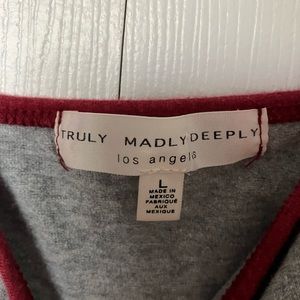 TRULY MADLY DEEPLY
los angeles
L
MADE IN
MEXICO
FABRIQUÉ
AUX
MEXIQUE